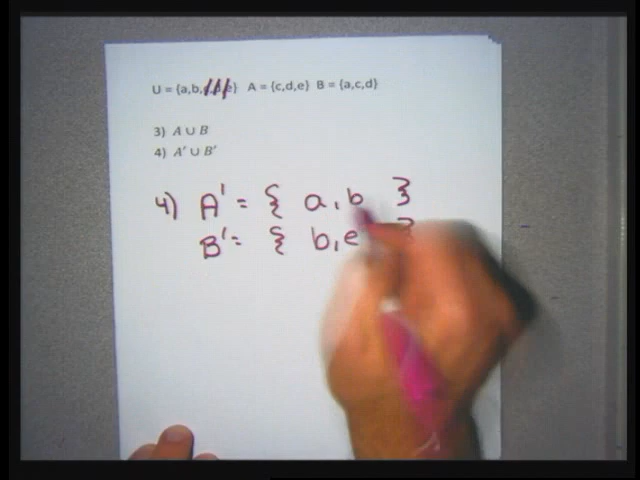 U = {a,b,c,d,e} A = {c,d,e} B = {a,c,d}
3) A ∪ B
4) A′ ∪ B′
4) A' = { a, b }
B' = { b, e }